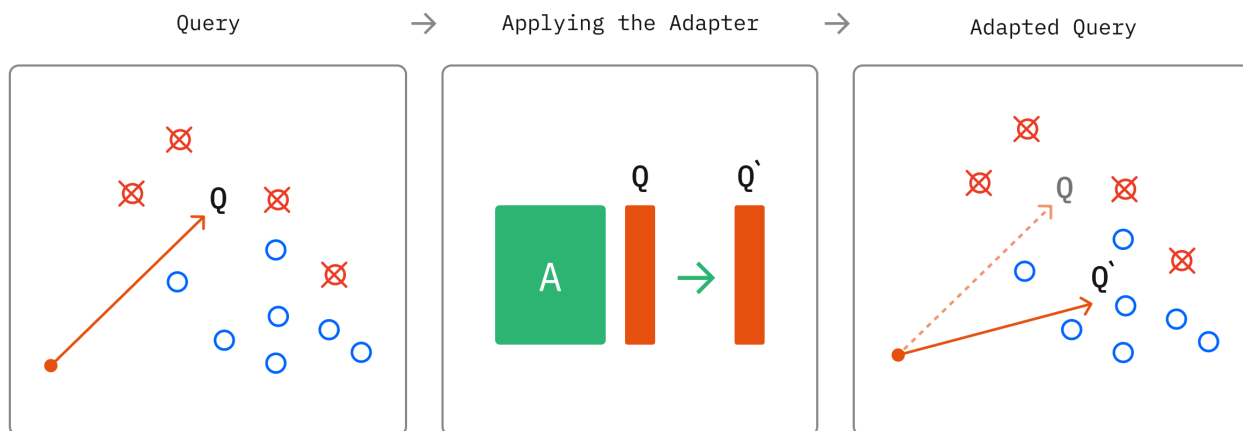 Query → Applying the Adapter → Adapted Query
Q
A
Q
Q`
Q
Q`